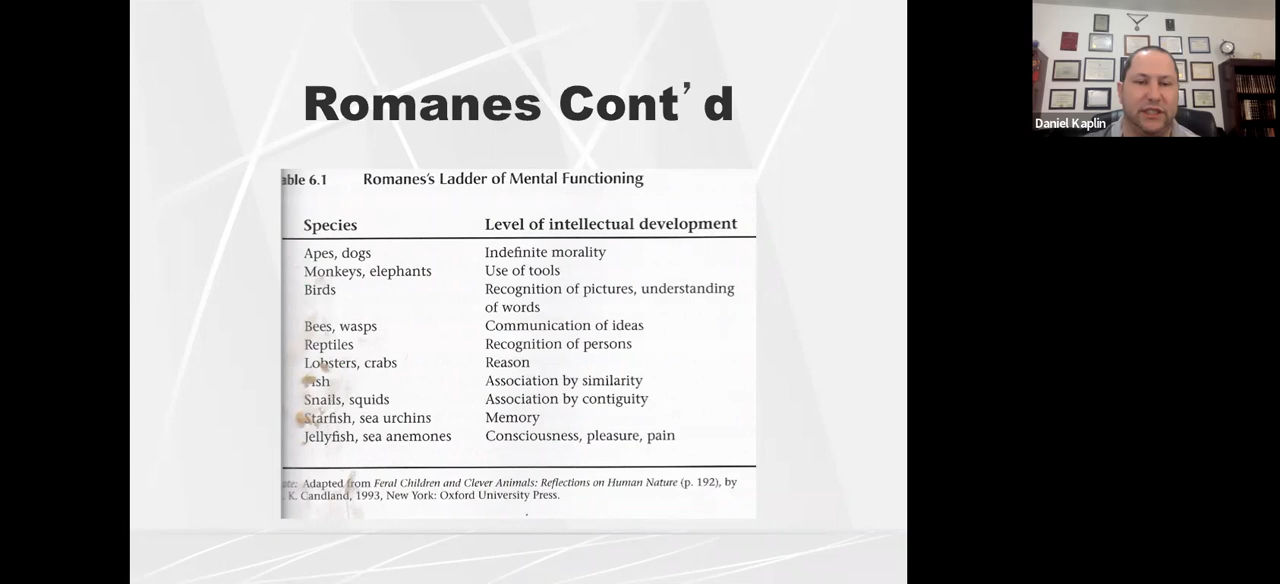 Romanes Cont’d
able 6.1 Romanes's Ladder of Mental Functioning
Species Level of intellectual development
Apes, dogs Indefinite morality
Monkeys, elephants Use of tools
Birds Recognition of pictures, understanding
of words
Bees, wasps Communication of ideas
Reptiles Recognition of persons
Lobsters, crabs Reason
Fish Association by similarity
Snails, squids Association by contiguity
Starfish, sea urchins Memory
Jellyfish, sea anemones Consciousness, pleasure, pain
ote: Adapted from Feral Children and Clever Animals: Reflections on Human Nature (p. 192), by
. K. Candland, 1993, New York: Oxford University Press.
Daniel Kaplin